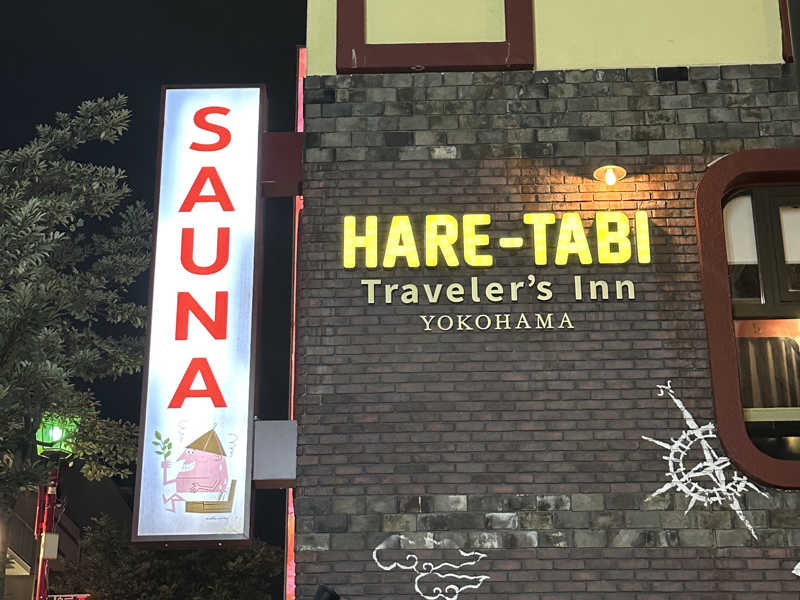 SAUNA
HARE-TABI
Traveler's Inn
YOKOHAMA